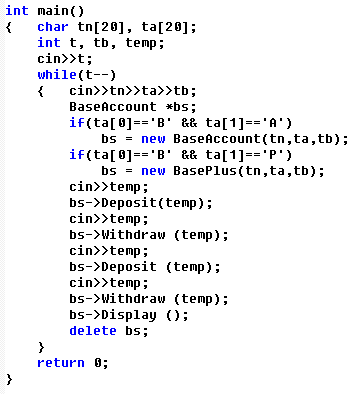 int main()
{   char tn[20], ta[20];
    int t, tb, temp;
    cin>>t;
    while(t--)
    {   cin>>tn>>ta>>tb;
        BaseAccount *bs;
        if(ta[0]=='B' && ta[1]=='A')
            bs = new BaseAccount(tn,ta,tb);
        if(ta[0]=='B' && ta[1]=='P')
            bs = new BasePlus(tn,ta,tb);
        cin>>temp;
        bs->Deposit(temp);
        cin>>temp;
        bs->Withdraw (temp);
        cin>>temp;
        bs->Deposit (temp);
        cin>>temp;
        bs->Withdraw (temp);
        bs->Display ();
        delete bs;
    }
    return 0;
}